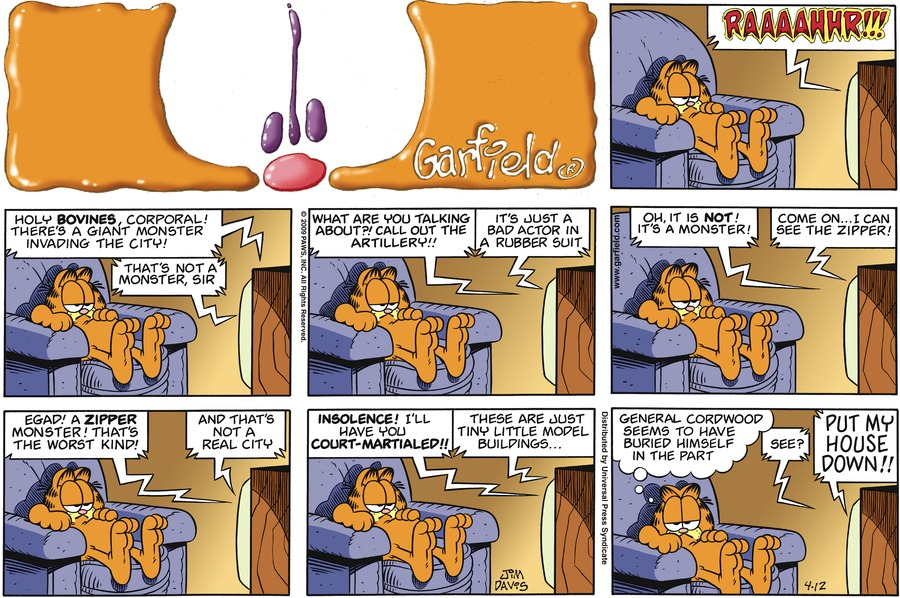 Garfield®
RAAAAHHR!!!
HOLY BOVINES, CORPORAL!
THERE'S A GIANT MONSTER
INVADING THE CITY!
THAT'S NOT A
MONSTER, SIR
© 2009 PAWS, INC. All Rights Reserved.
WHAT ARE YOU TALKING
ABOUT?! CALL OUT THE
ARTILLERY!!
IT'S JUST A
BAD ACTOR IN
A RUBBER SUIT
www.garfield.com
OH, IT IS NOT!
IT'S A MONSTER!
COME ON...I CAN
SEE THE ZIPPER!
EGAD! A ZIPPER
MONSTER! THAT'S
THE WORST KIND!
AND THAT'S
NOT A
REAL CITY
INSOLENCE! I'LL
HAVE YOU
COURT-MARTIALED!!
THESE ARE JUST
TINY LITTLE MODEL
BUILDINGS...
JIM
DAVIS
Distributed by Universal Press Syndicate
GENERAL CORDWOOD
SEEMS TO HAVE
BURIED HIMSELF
IN THE PART
SEE?
PUT MY
HOUSE
DOWN!!
4-12